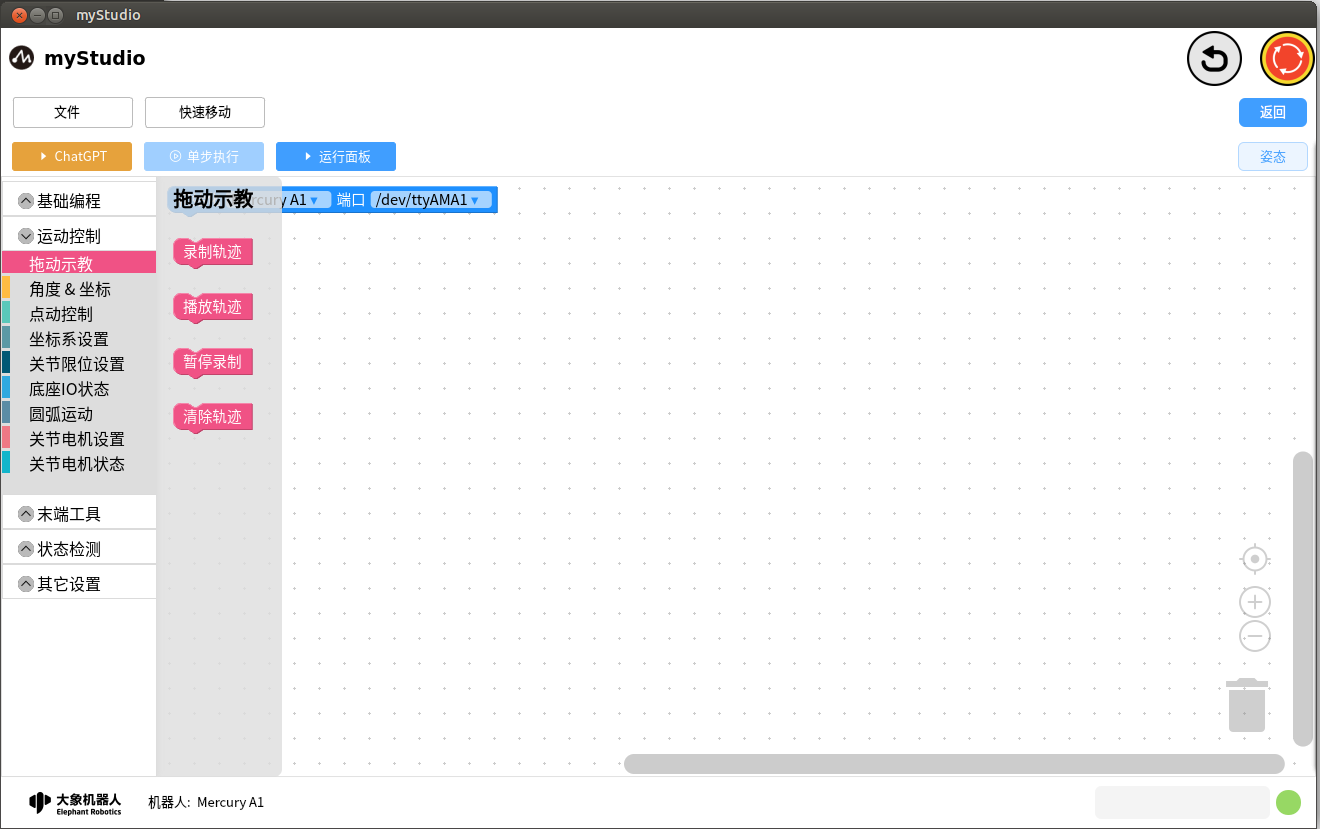 myStudio
myStudio
文件
快速移动
返回
ChatGPT
单步执行
运行面板
姿态
基础编程
运动控制
拖动示教
角度 & 坐标
点动控制
坐标系设置
关节限位设置
底座IO状态
圆弧运动
关节电机设置
关节电机状态
末端工具
状态检测
其它设置
拖动示教
rcury A1 ▾ 端口 /dev/ttyAMA1 ▾
录制轨迹
播放轨迹
暂停录制
清除轨迹
大象机器人
Elephant Robotics
机器人: Mercury A1